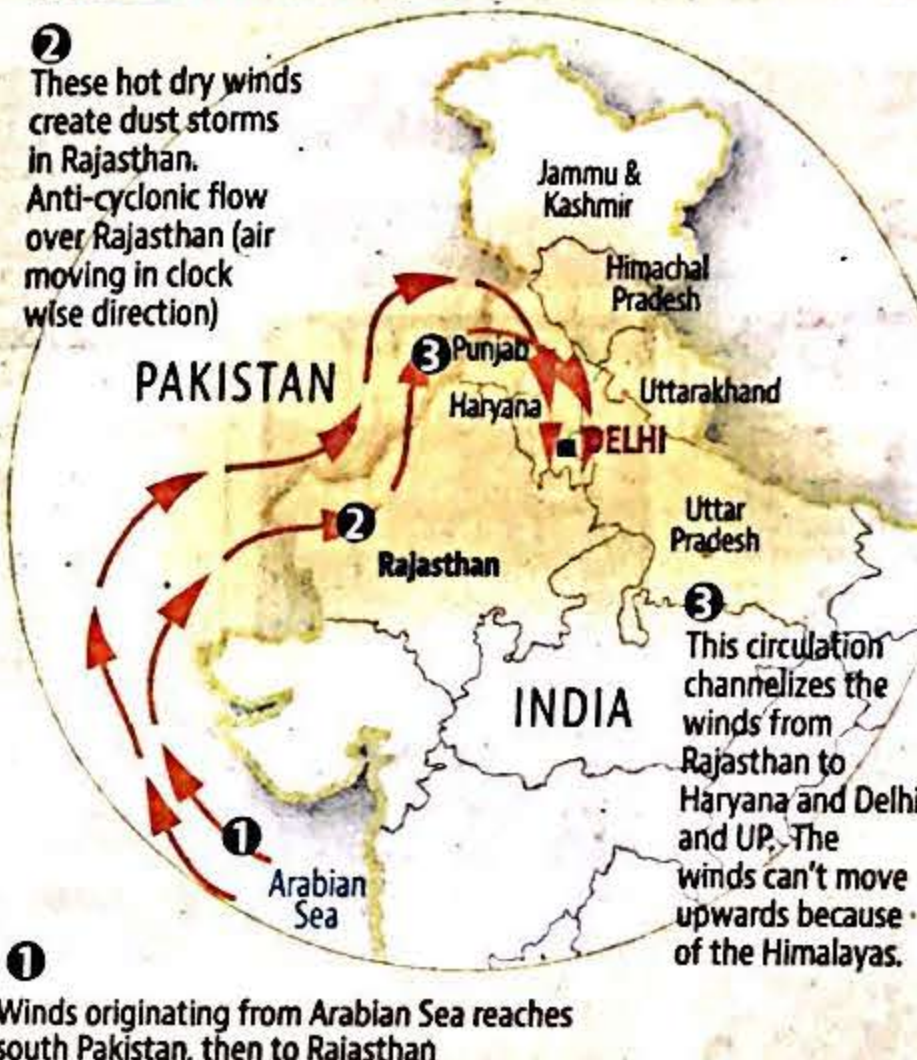 2
These hot dry winds
create dust storms
in Rajasthan.
Anti-cyclonic flow
over Rajasthan (air
moving in clock
wise direction)
Jammu &
Kashmir
Himachal
Pradesh
3
Punjab
PAKISTAN
Haryana
Uttarakhand
DELHI
2
Uttar
Pradesh
Rajasthan
3
This circulation
channelizes the
winds from
Rajasthan to
Haryana and Delhi
and UP. The
winds can't move
upwards because
of the Himalayas.
INDIA
1
Arabian
Sea
1
Winds originating from Arabian Sea reaches
south Pakistan, then to Rajasthan